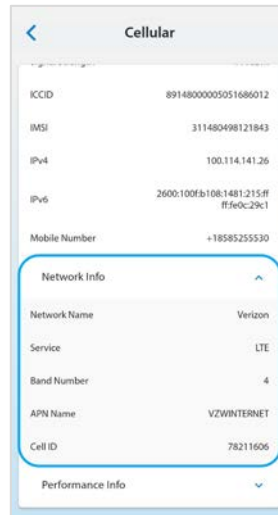 Cellular
ICCID 89148000005051686012
IMSI 311480498121843
IPv4 100.114.141.26
IPv6 2600:100f:b108:1481:215:ff
ff:fe0c:29c1
Mobile Number +18585255530
Network Info
Network Name Verizon
Service LTE
Band Number 4
APN Name VZWINTERNET
Cell ID 78211606
Performance Info